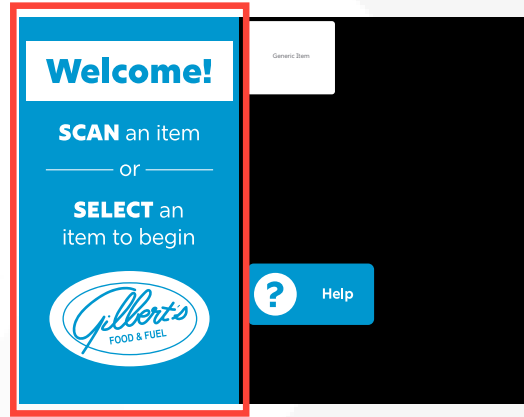 Welcome!
SCAN an item
or
SELECT an
item to begin
Gilbert's
FOOD & FUEL
Generic Item
?
Help